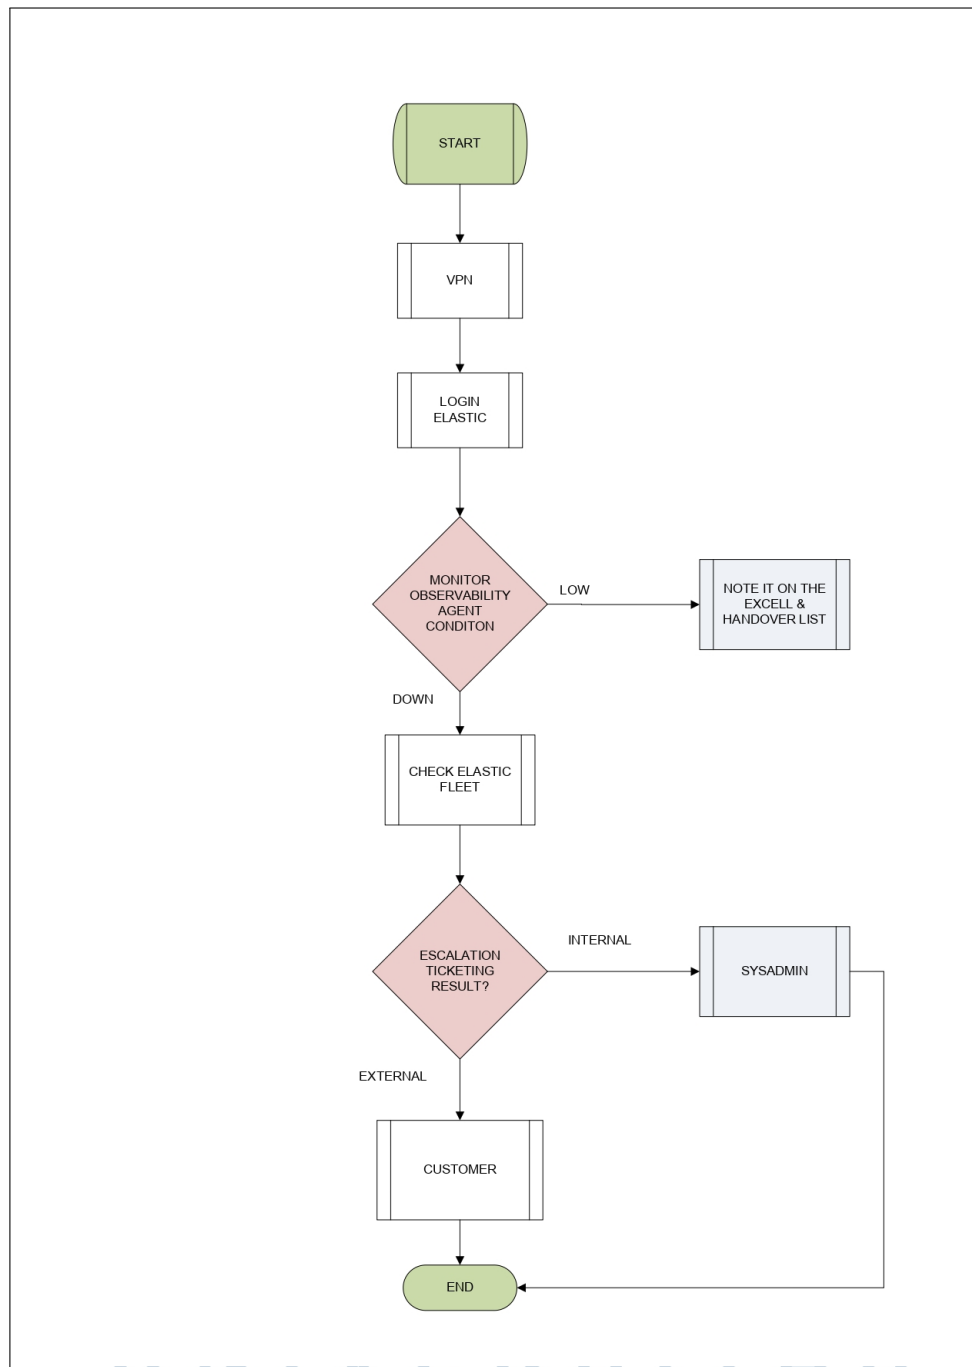 START
VPN
LOGIN
ELASTIC
MONITOR
OBSERVABILITY
AGENT
CONDITON
LOW
NOTE IT ON THE
EXCELL &
HANDOVER LIST
DOWN
CHECK ELASTIC
FLEET
ESCALATION
TICKETING
RESULT?
INTERNAL
SYSADMIN
EXTERNAL
CUSTOMER
END